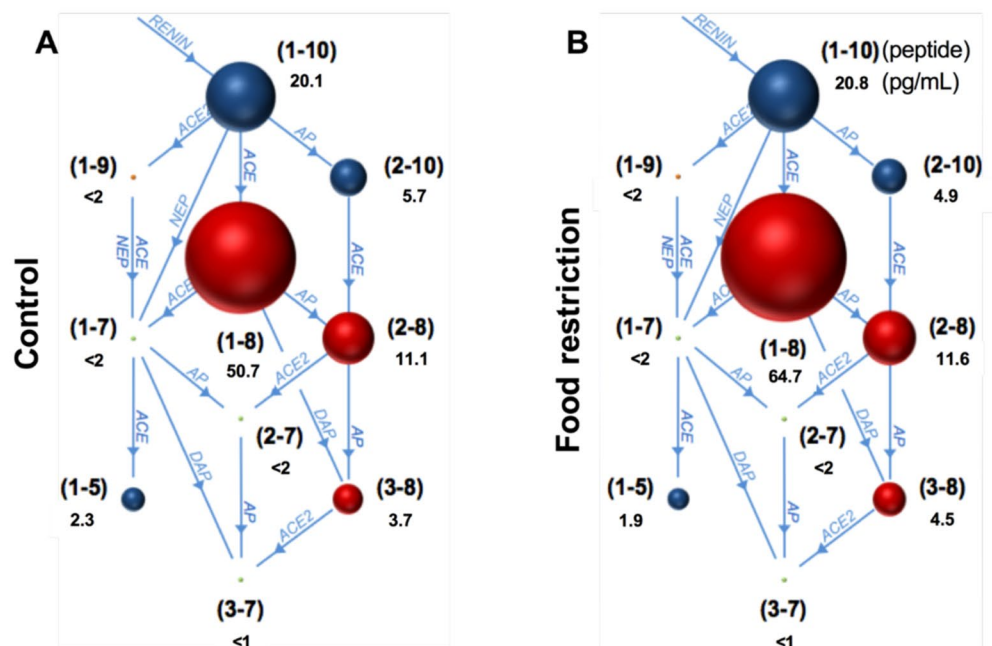 A
RENIN
(1-10)
20.1
ACE2
AP
(1-9)
<2
NEP
ACE
(2-10)
5.7
ACE
NEP
ACE
ACE
AP
(1-7)
<2
(1-8)
50.7
(2-8)
11.1
AP
ACE2
ACE
DAP
DAP
AP
(2-7)
<2
(1-5)
2.3
AP
(3-8)
3.7
ACE2
(3-7)
<1
Control
B
RENIN
(1-10) (peptide)
20.8 (pg/mL)
ACE2
AP
(1-9)
<2
NEP
ACE
(2-10)
4.9
ACE
NEP
ACE
AC
AP
(1-7)
<2
(1-8)
64.7
(2-8)
11.6
AP
ACE2
ACE
DAP
DAP
AP
(2-7)
<2
(1-5)
1.9
AP
(3-8)
4.5
ACE2
(3-7)
<1
Food restriction